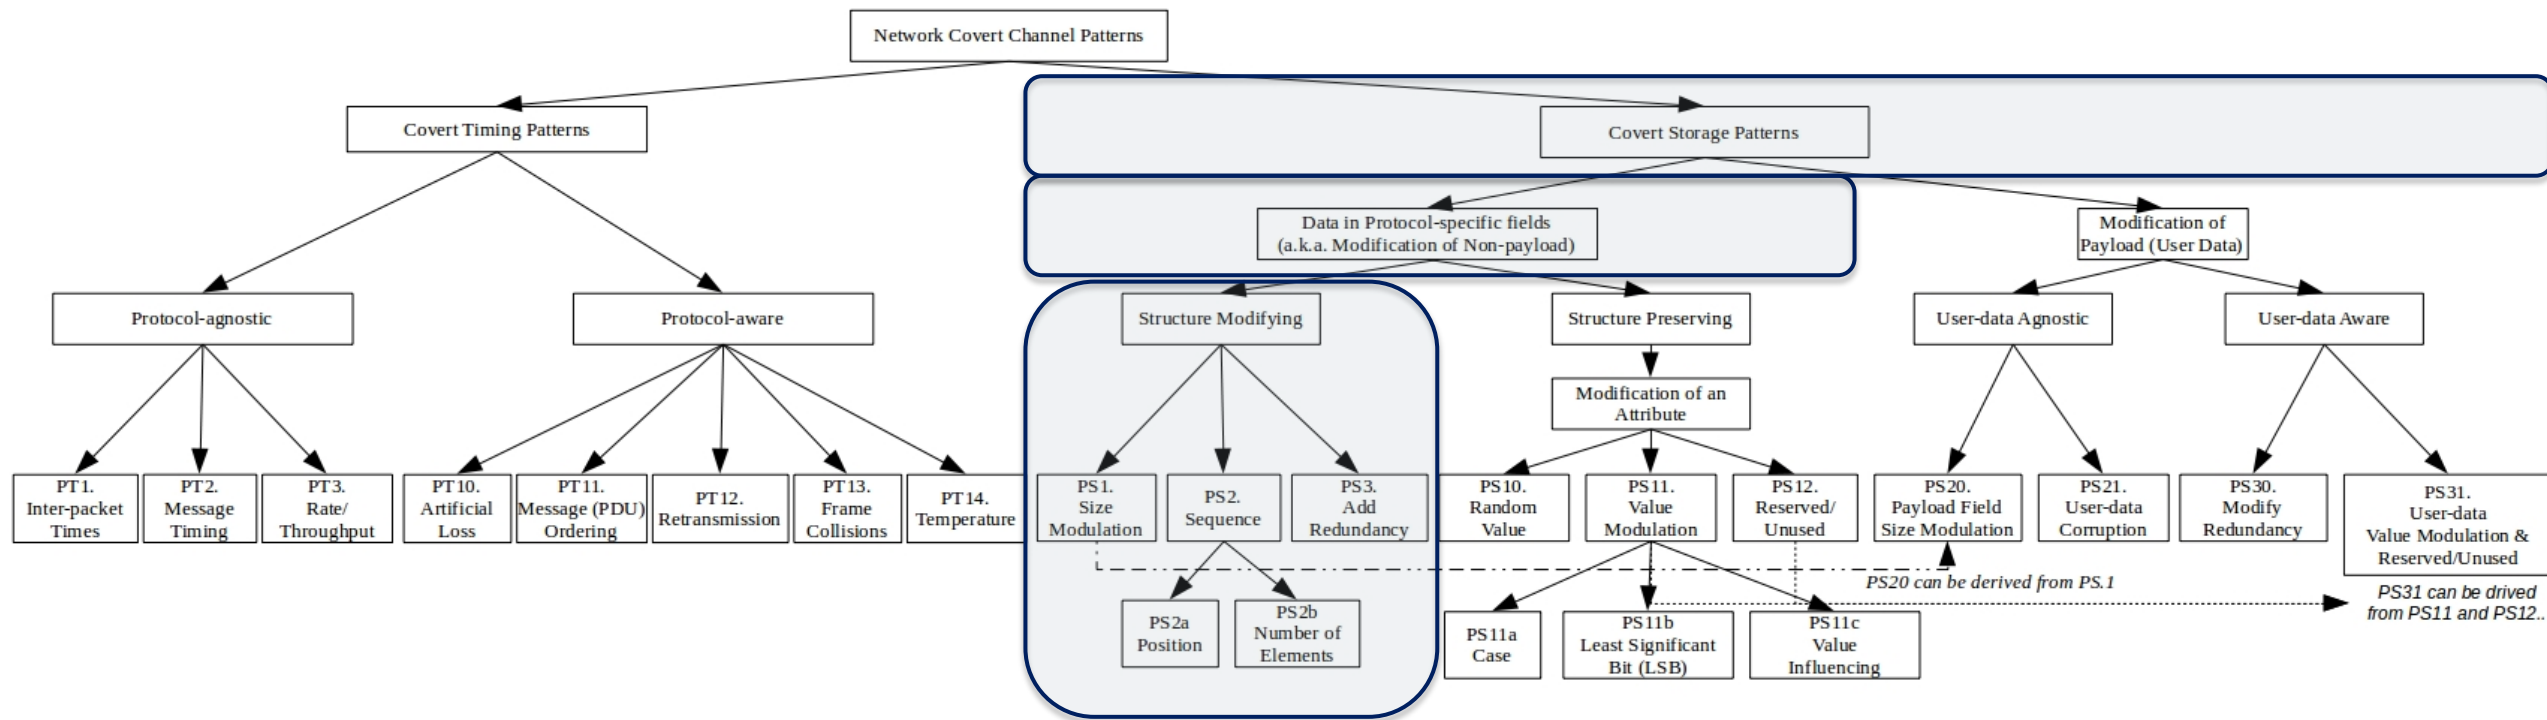 Network Covert Channel Patterns
Covert Timing Patterns
Covert Storage Patterns
Data in Protocol-specific fields
(a.k.a. Modification of Non-payload)
Modification of
Payload (User Data)
Protocol-agnostic
Protocol-aware
Structure Modifying
Structure Preserving
User-data Agnostic
User-data Aware
Modification of an
Attribute
PT1.
Inter-packet
Times
PT2.
Message
Timing
PT3.
Rate/
Throughput
PT10.
Artificial
Loss
PT11.
Message (PDU)
Ordering
PT12.
Retransmission
PT13.
Frame
Collisions
PT14.
Temperature
PS1.
Size
Modulation
PS2.
Sequence
PS3.
Add
Redundancy
PS10.
Random
Value
PS11.
Value
Modulation
PS12.
Reserved/
Unused
PS20.
Payload Field
Size Modulation
PS21.
User-data
Corruption
PS30.
Modify
Redundancy
PS31.
User-data
Value Modulation &
Reserved/Unused
PS20 can be derived from PS.1
PS31 can be drived
from PS11 and PS12..
PS2a
Position
PS2b
Number of
Elements
PS11a
Case
PS11b
Least Significant
Bit (LSB)
PS11c
Value
Influencing